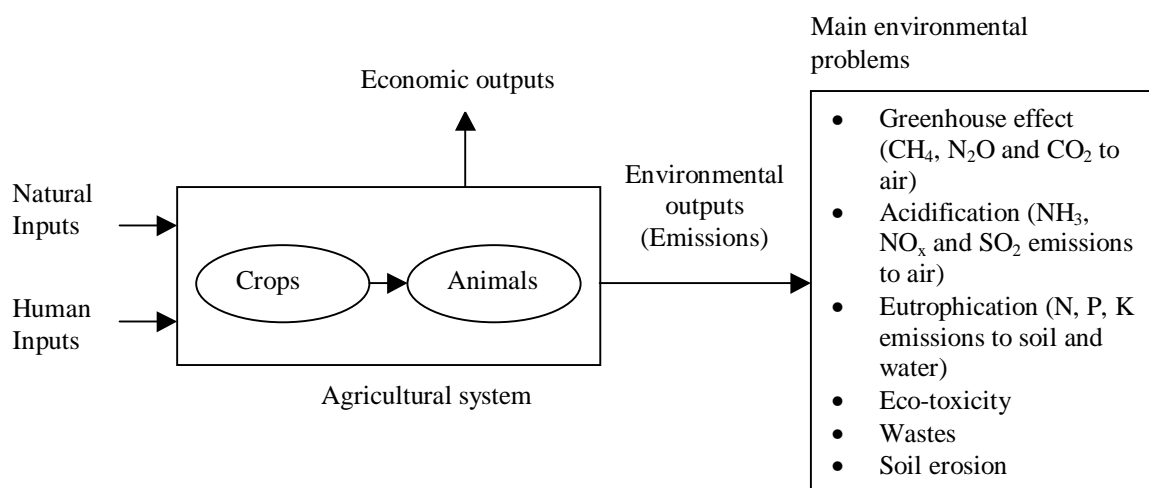 Main environmental
problems
Economic outputs
Natural
Inputs
Human
Inputs
Crops
Animals
Agricultural system
Environmental
outputs
(Emissions)
• Greenhouse effect
(CH₄, N₂O and CO₂ to
air)
• Acidification (NH₃,
NOₓ and SO₂ emissions
to air)
• Eutrophication (N, P, K
emissions to soil and
water)
• Eco-toxicity
• Wastes
• Soil erosion